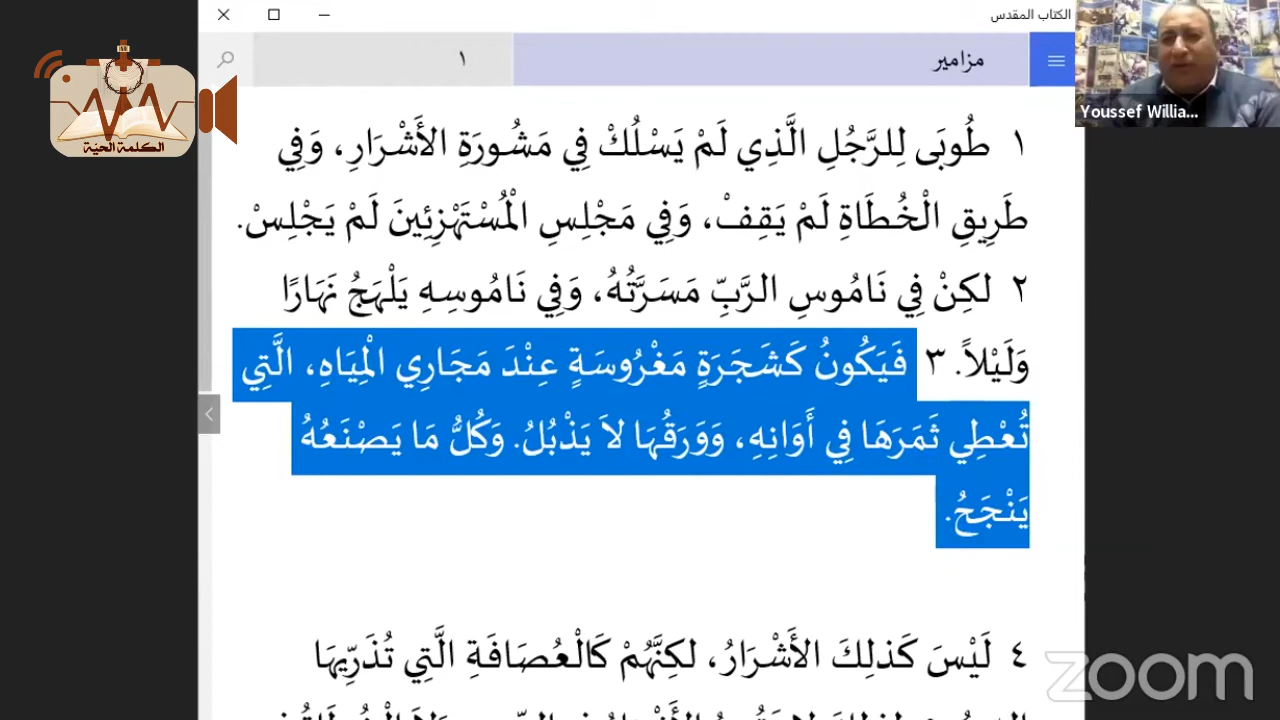 الكتاب المقدس
مزامير
١
Youssef Willia...
الكلمة الحيّة
١ طُوبَى لِلرَّجُلِ الَّذِي لَمْ يَسْلُكْ فِي مَشُورَةِ الأَشْرَارِ، وَفِي
طَرِيقِ الْخُطَاةِ لَمْ يَقِفْ، وَفِي مَجْلِسِ الْمُسْتَهْزِئِينَ لَمْ يَجْلِسْ.
٢ لكِنْ فِي نَامُوسِ الرَّبِّ مَسَرَّتُهُ، وَفِي نَامُوسِهِ يَلْهَجُ نَهَارًا
وَلَيْلاً. ٣ فَيَكُونُ كَشَجَرَةٍ مَغْرُوسَةٍ عِنْدَ مَجَارِي الْمِيَاهِ، الَّتِي
تُعْطِي ثَمَرَهَا فِي أَوَانِهِ، وَوَرَقُهَا لاَ يَذْبُلُ. وَكُلُّ مَا يَصْنَعُهُ
يَنْجَحُ.
٤ لَيْسَ كَذلِكَ الأَشْرَارُ، لكِنَّهُمْ كَالْعُصَافَةِ الَّتِي تُذَرِّيهَا
zoom